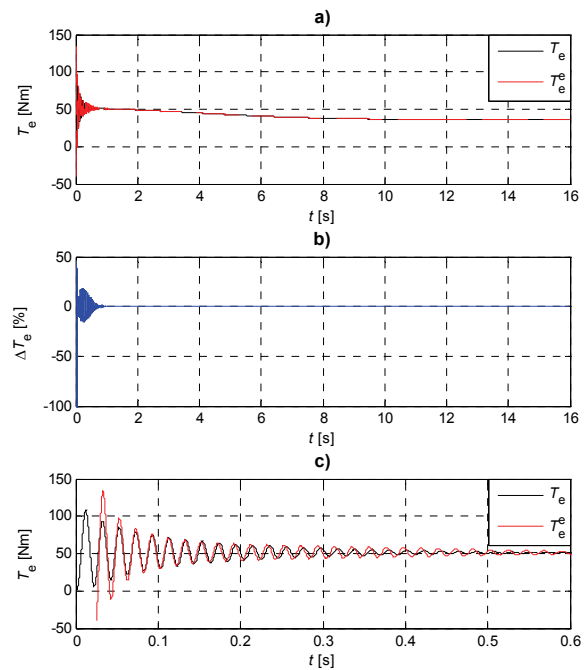 a)
150
100
50
0
-50
T_e [Nm]
T_e
T_e^e
0 2 4 6 8 10 12 14 16
t [s]
b)
50
0
-50
-100
ΔT_e [%]
0 2 4 6 8 10 12 14 16
t [s]
c)
150
100
50
0
-50
T_e [Nm]
T_e
T_e^e
0 0.1 0.2 0.3 0.4 0.5 0.6
t [s]